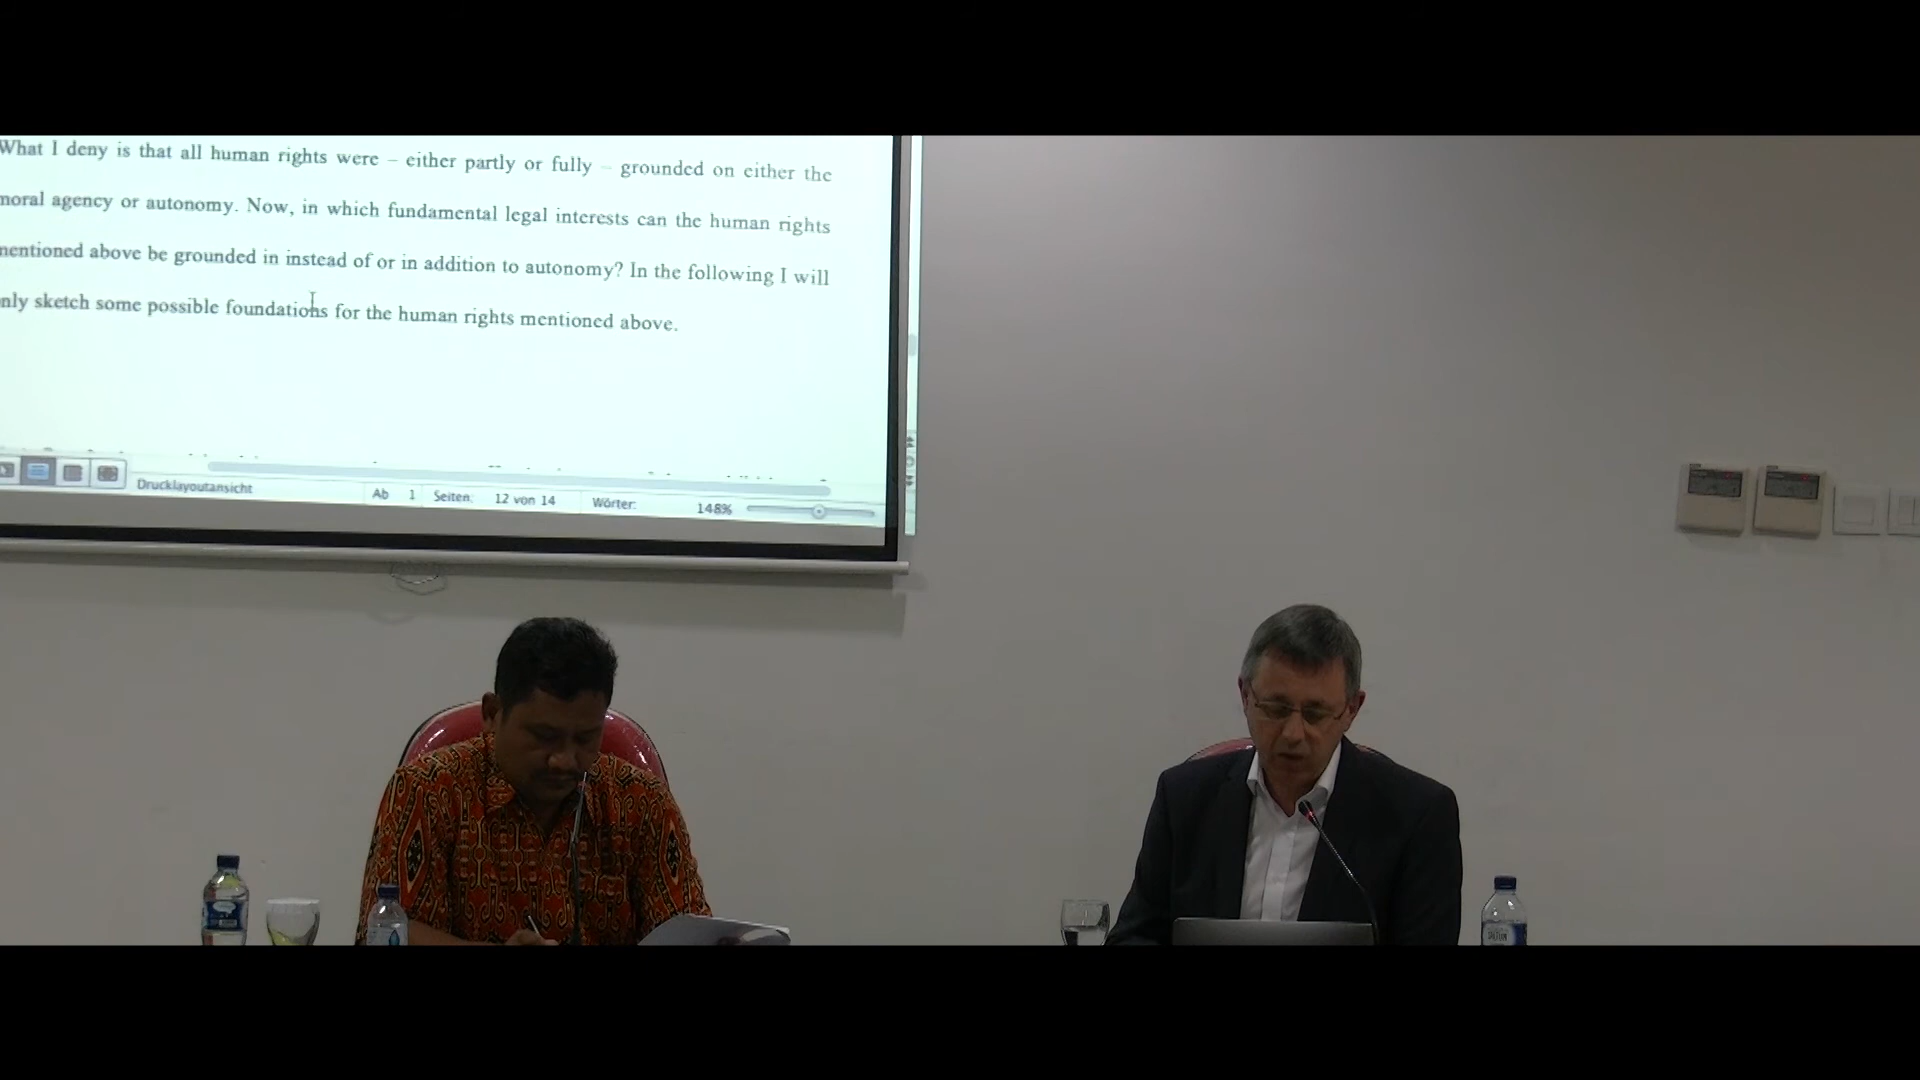 What I deny is that all human rights were – either partly or fully – grounded on either the
moral agency or autonomy. Now, in which fundamental legal interests can the human rights
mentioned above be grounded in instead of or in addition to autonomy? In the following I will
nly sketch some possible foundations for the human rights mentioned above.
Drucklayoutansicht Ab 1 Seiten: 12 von 14 Wörter: 148%